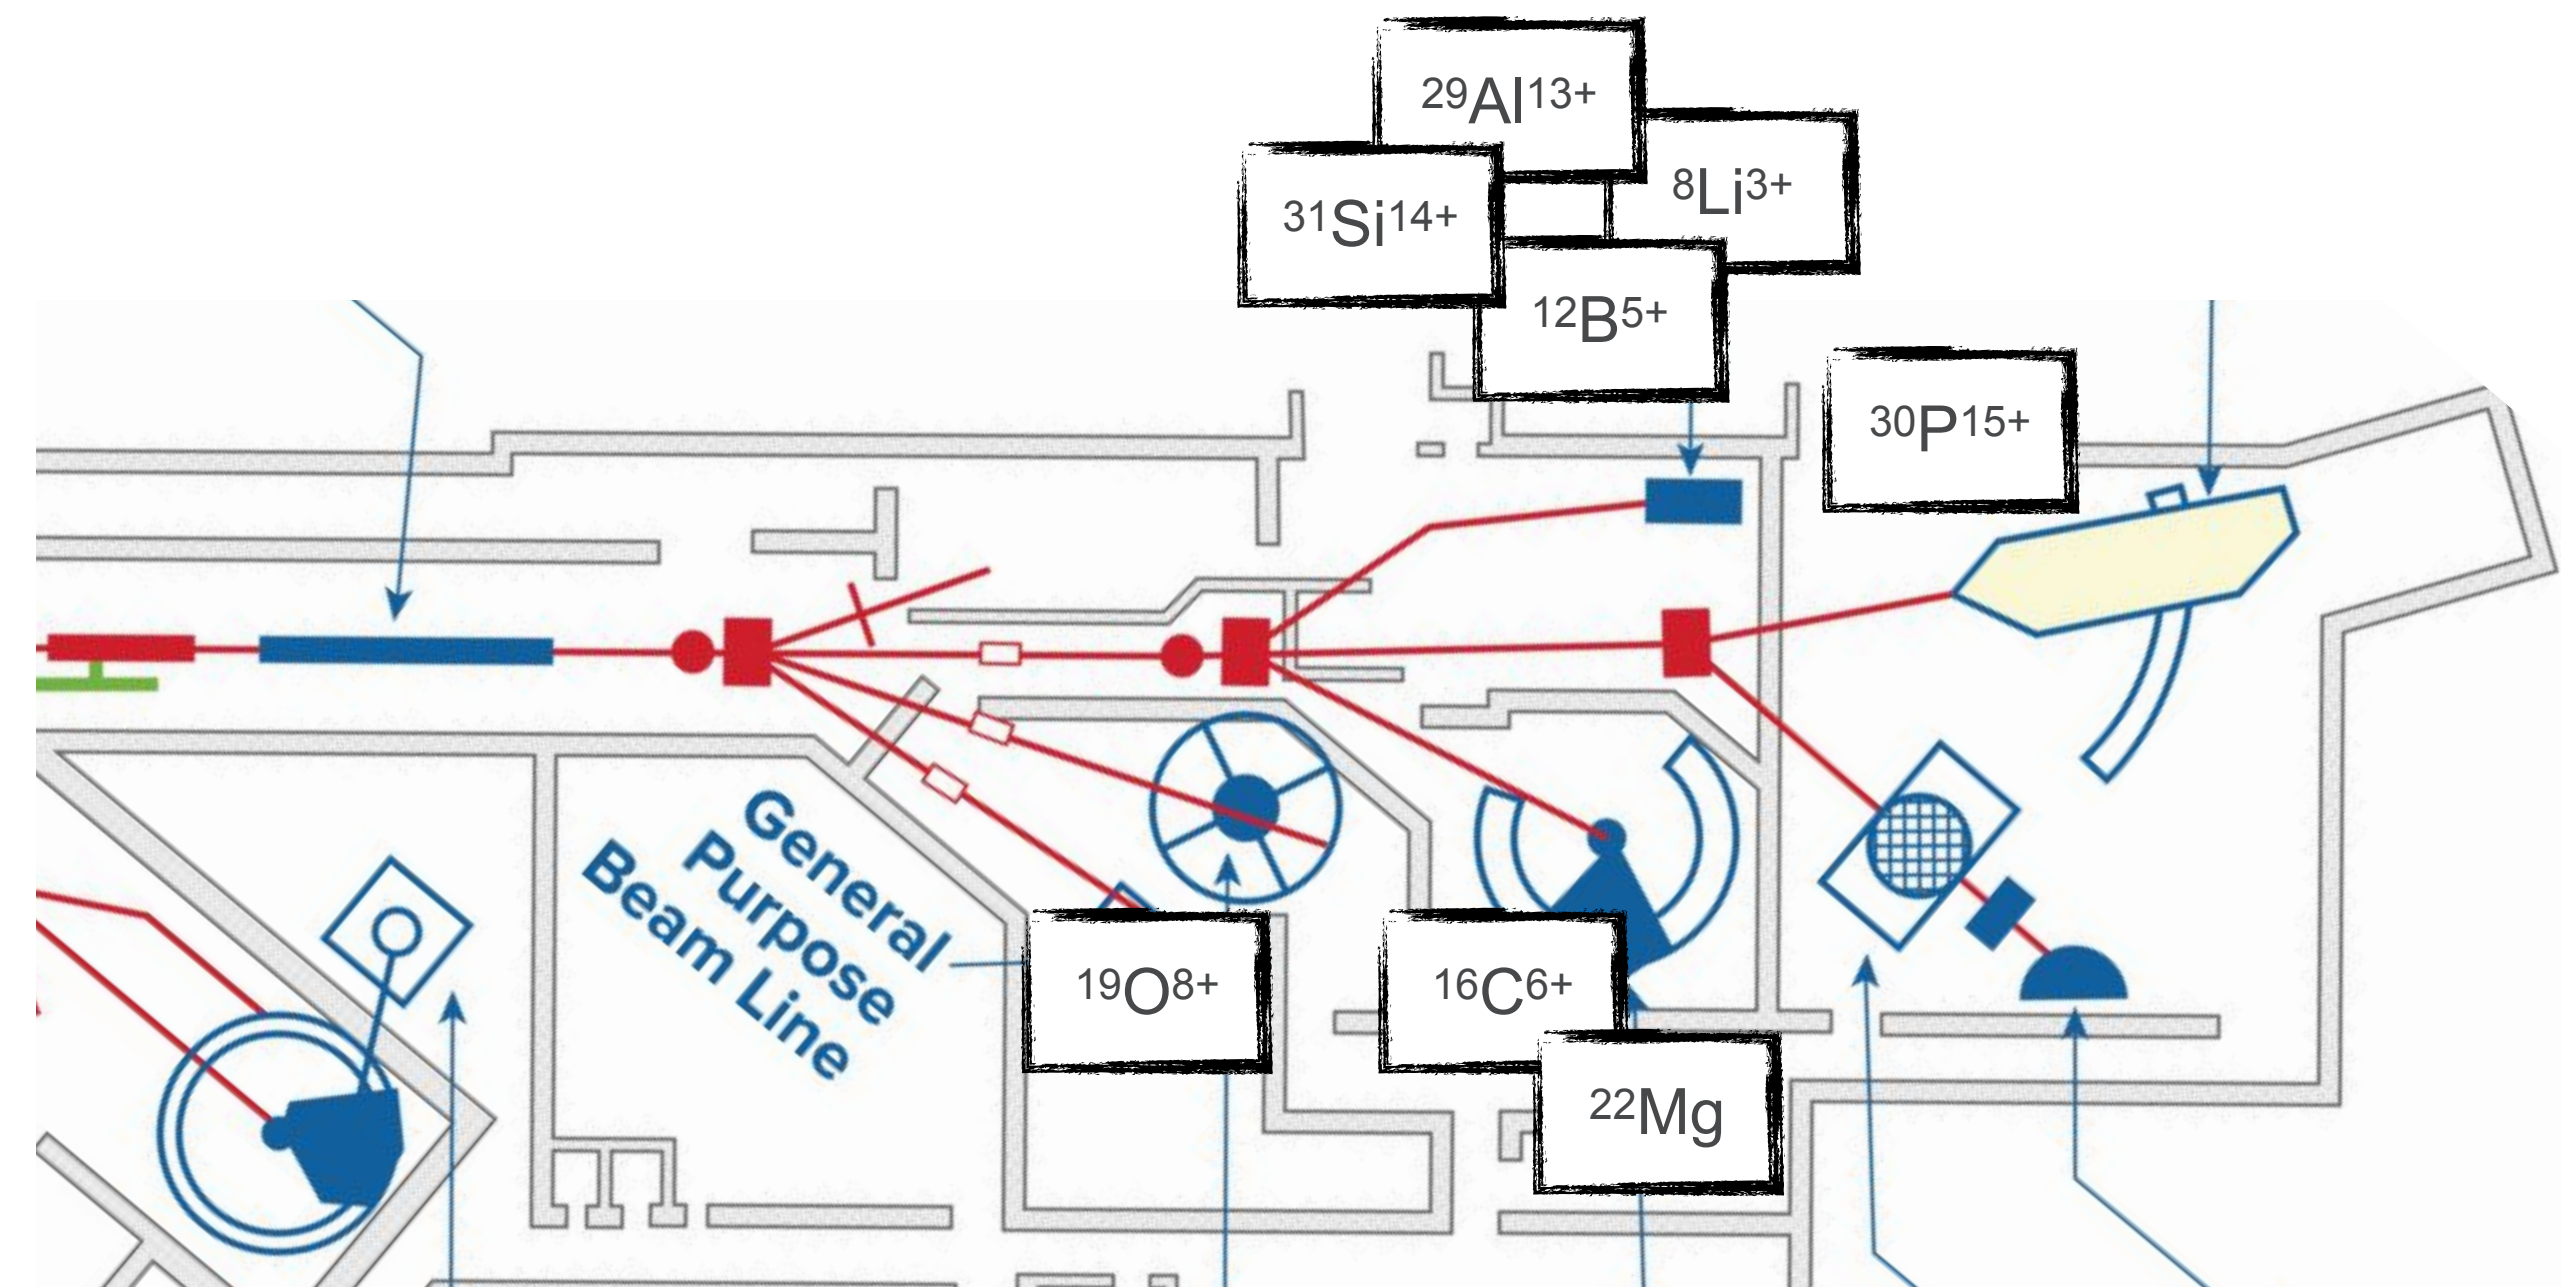 ²⁹Al¹³⁺
⁸Li³⁺
³¹Si¹⁴⁺
¹²B⁵⁺
³⁰P¹⁵⁺
General
Purpose
Beam Line
¹⁹O⁸⁺
¹⁶C⁶⁺
²²Mg